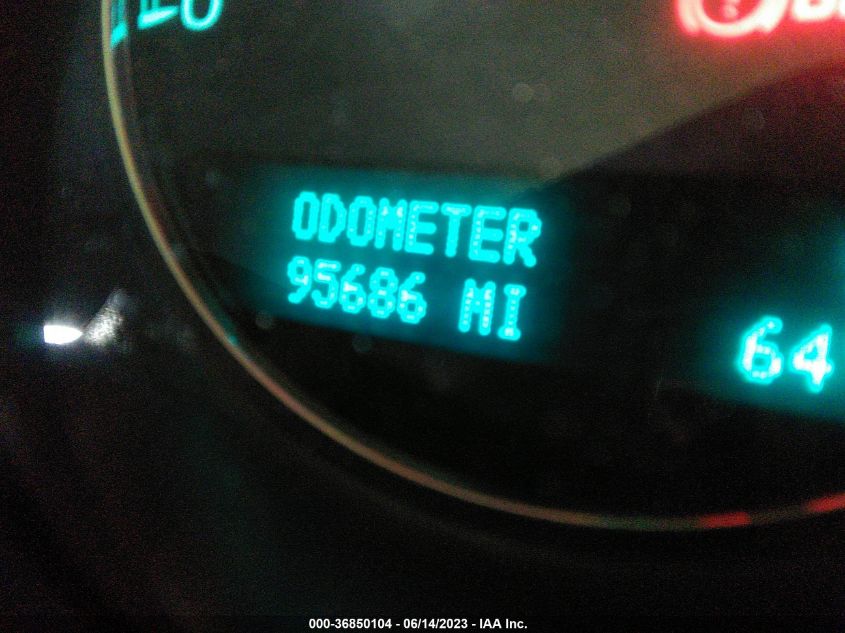 ODOMETER
95686 MI
64
000-36850104 - 06/14/2023 - IAA Inc.